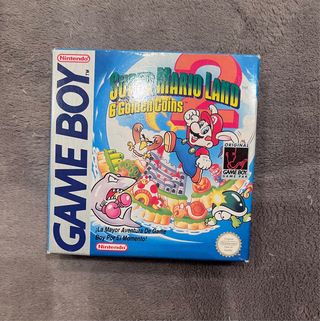 Nintendo
GAME BOY
TM
SUPER MARIO LAND
2
6 Golden Coins
ORIGINAL
GAME BOY
GAME PAK
¡La Mayor Aventura De Game
Boy Por El Momento!
Nintendo